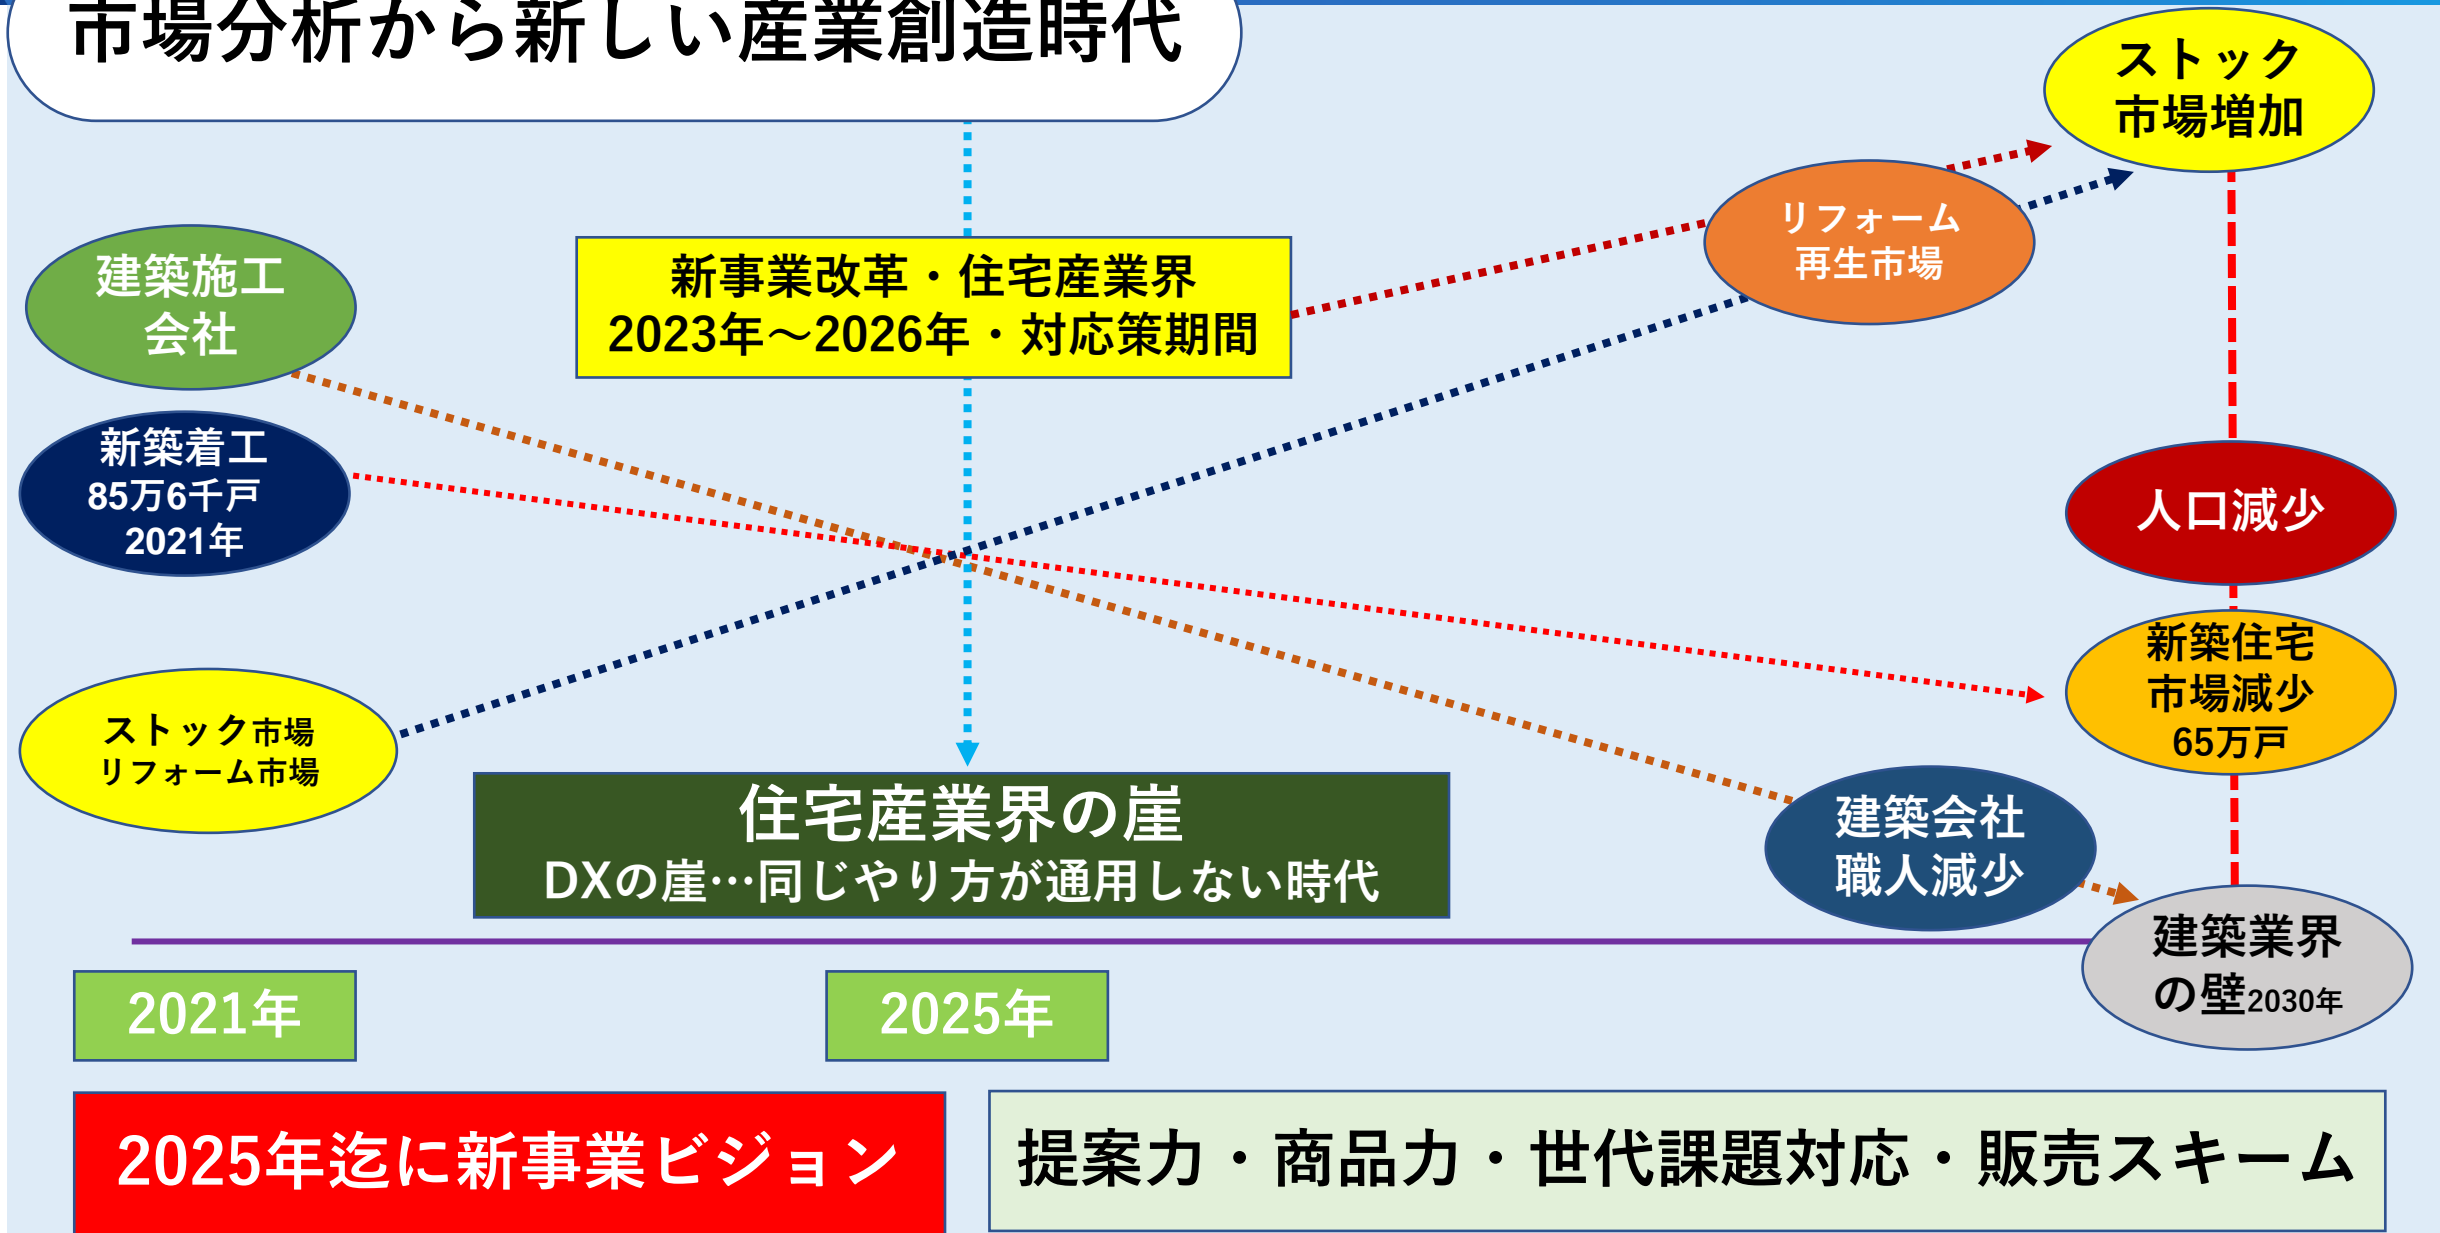 市場分析から新しい産業創造時代
ストック
市場増加
リフォーム
再生市場
建築施工
会社
新事業改革・住宅産業界
2023年～2026年・対応策期間
新築着工
85万6千戸
2021年
人口減少
新築住宅
市場減少
65万戸
ストック市場
リフォーム市場
住宅産業界の崖
DXの崖…同じやり方が通用しない時代
建築会社
職人減少
建築業界
の壁2030年
2021年
2025年
2025年迄に新事業ビジョン
提案力・商品力・世代課題対応・販売スキーム